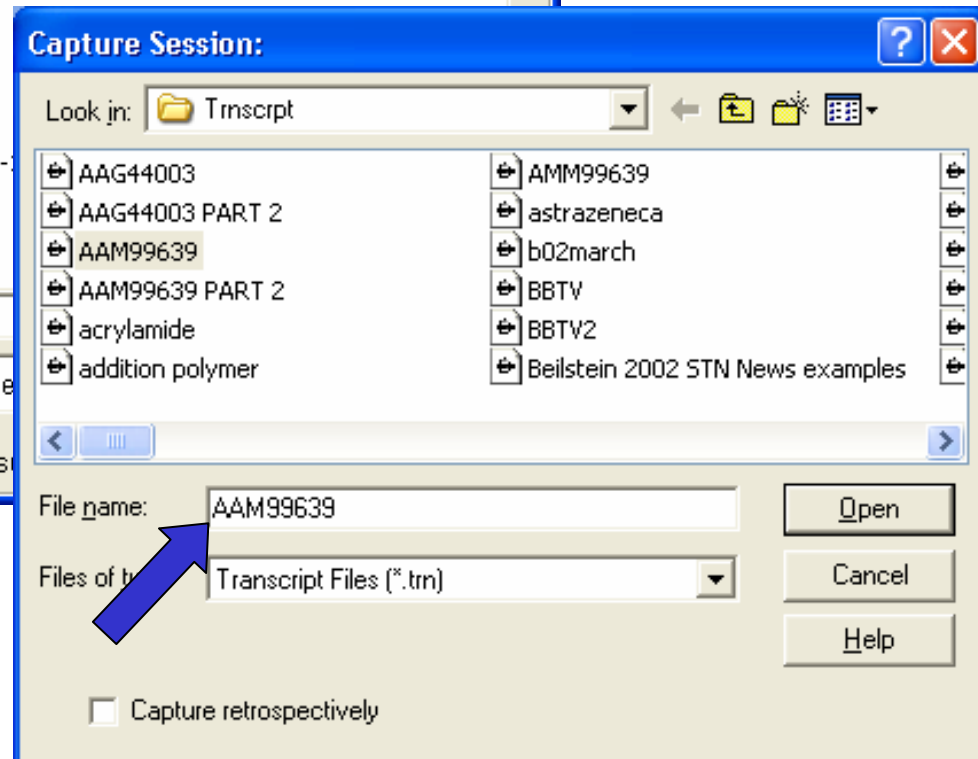 Capture Session:
Look in: Trnscrpt
AAG44003
AAG44003 PART 2
AAM99639
AAM99639 PART 2
acrylamide
addition polymer
AMM99639
astrazeneca
b02march
BBTV
BBTV2
Beilstein 2002 STN News examples
File name: AAM99639
Open
Files of Transcript Files (*.trn)
Cancel
Help
Capture retrospectively